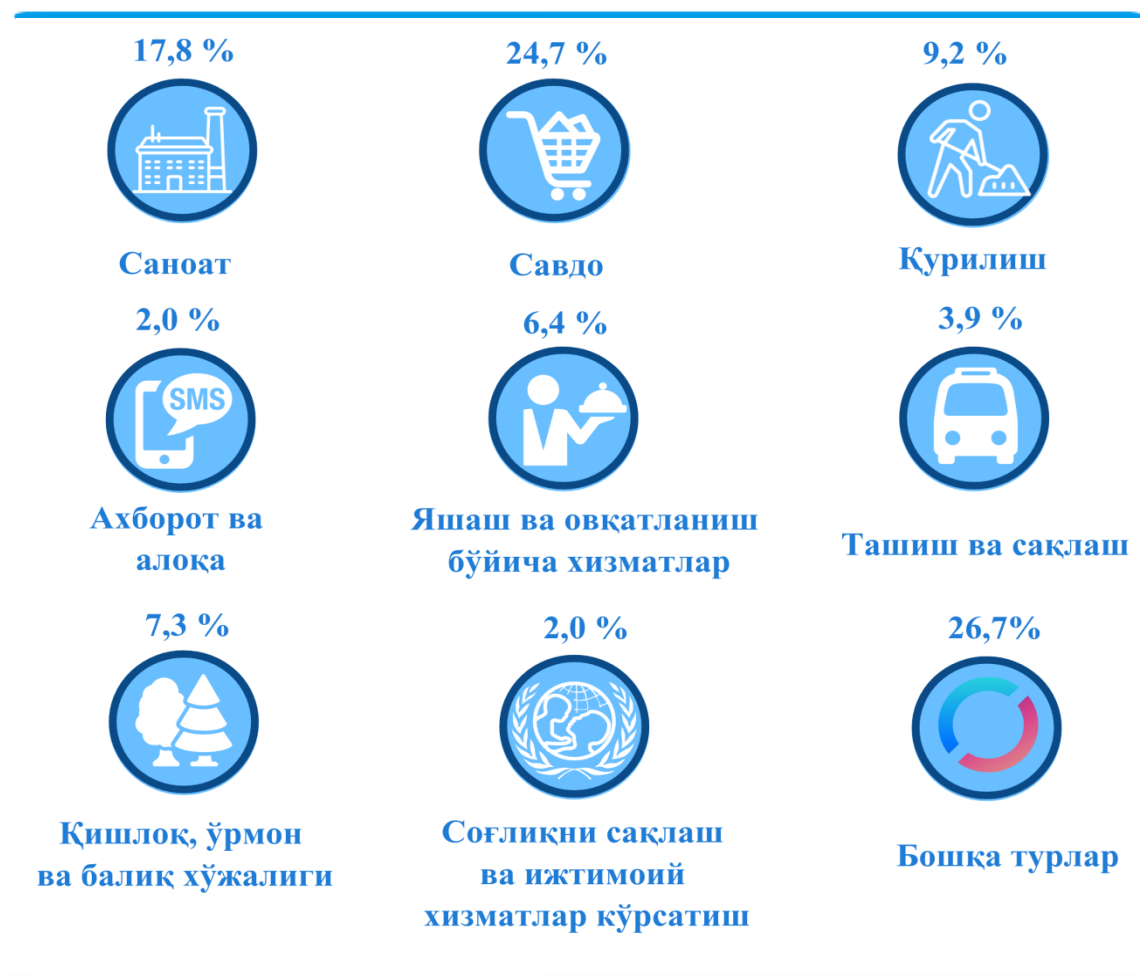 17,8 %
24,7 %
9,2 %
Саноат
Савдо
Қурилиш
2,0 %
6,4 %
3,9 %
SMS
Ахборот ва
алоқа
Яшаш ва овқатланиш
бўйича хизматлар
Ташиш ва сақлаш
7,3 %
2,0 %
26,7%
Қишлоқ, ўрмон
ва балиқ хўжалиги
Соғлиқни сақлаш
ва ижтимоий
хизматлар кўрсатиш
Бошқа турлар